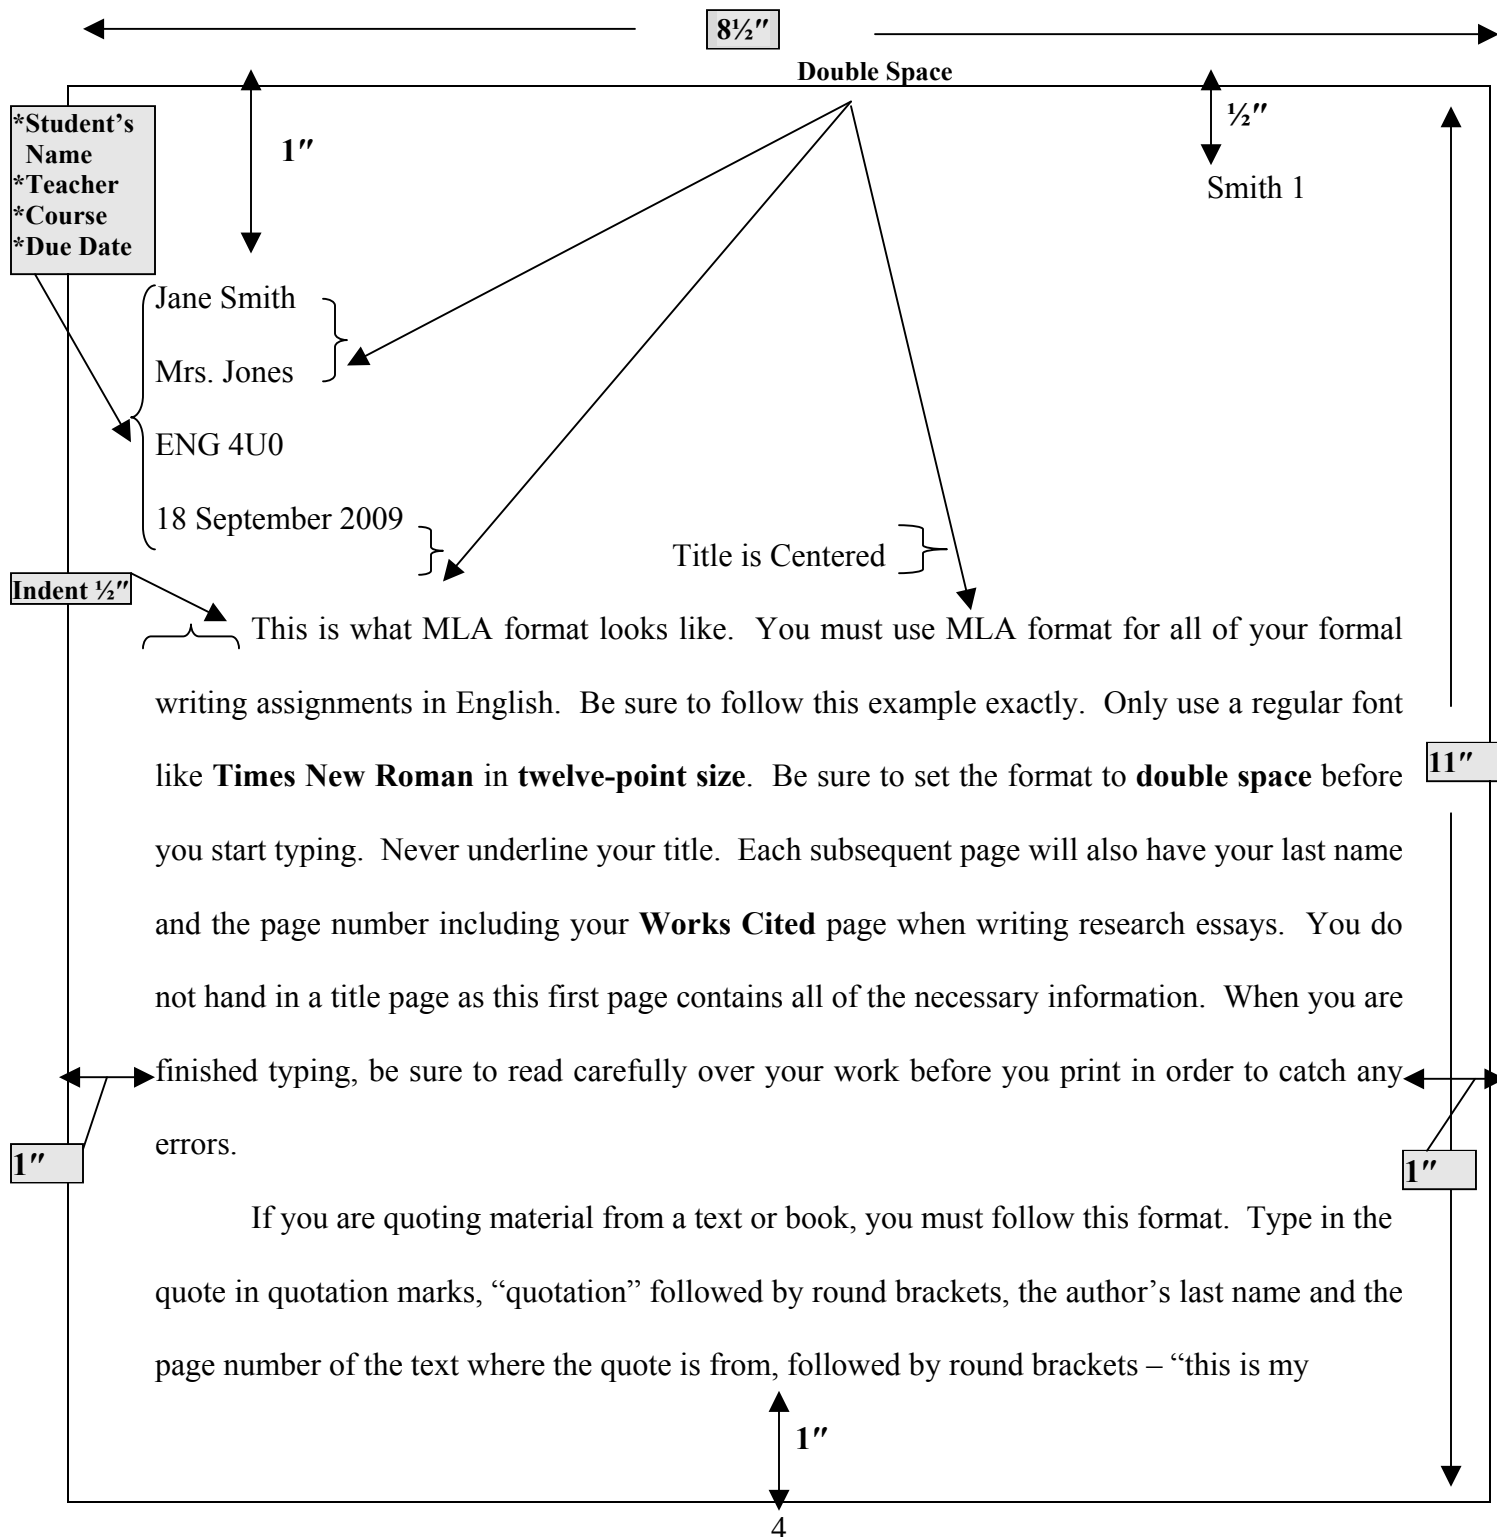 8½″
Double Space
½″
*Student’s
Name
*Teacher
*Course
*Due Date
1″
Smith 1
Jane Smith
Mrs. Jones
ENG 4U0
18 September 2009
Title is Centered
Indent ½″
This is what MLA format looks like.  You must use MLA format for all of your formal
writing assignments in English.  Be sure to follow this example exactly.  Only use a regular font
like Times New Roman in twelve-point size.  Be sure to set the format to double space before
11″
you start typing.  Never underline your title.  Each subsequent page will also have your last name
and the page number including your Works Cited page when writing research essays.  You do
not hand in a title page as this first page contains all of the necessary information.  When you are
finished typing, be sure to read carefully over your work before you print in order to catch any
errors.
1″
1″
If you are quoting material from a text or book, you must follow this format.  Type in the
quote in quotation marks, “quotation” followed by round brackets, the author’s last name and the
page number of the text where the quote is from, followed by round brackets – “this is my
1″
4